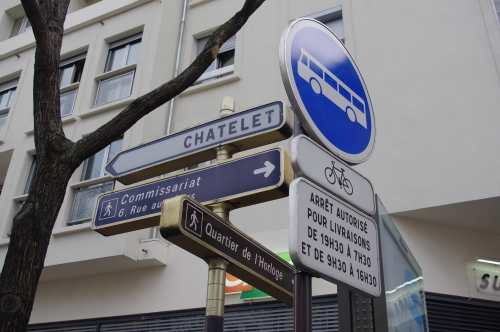 CHATELET
Commissariat
6. Rue au
Quartier de l'Horloge
ARRÊT AUTORISÉ
POUR LIVRAISONS
DE 19H30 À 7H30
ET DE 9H30 À 16H30